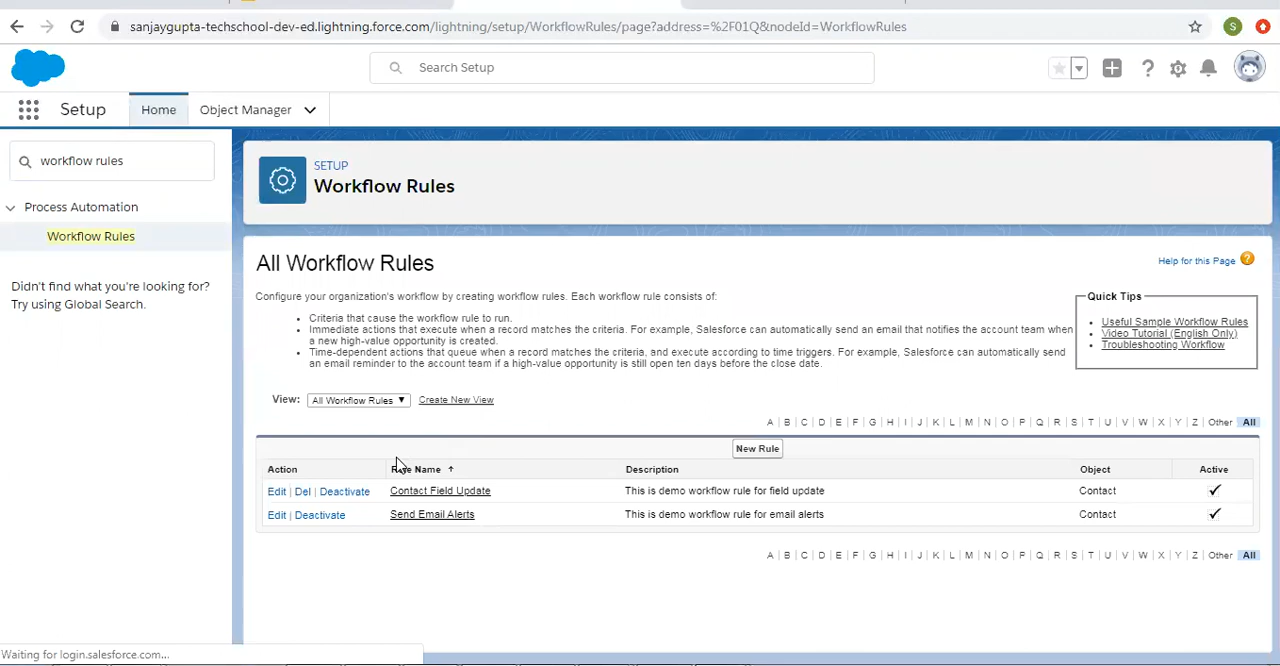 sanjaygupta-techschool-dev-ed.lightning.force.com/lightning/setup/WorkflowRules/page?address=%2F01Q&nodeId=WorkflowRules
S
Search Setup
Setup
Home
Object Manager
workflow rules
Process Automation
Workflow Rules
Didn't find what you're looking for?
Try using Global Search.
SETUP
Workflow Rules
All Workflow Rules
Help for this Page ?
Configure your organization's workflow by creating workflow rules. Each workflow rule consists of:
Criteria that cause the workflow rule to run.
Immediate actions that execute when a record matches the criteria. For example, Salesforce can automatically send an email that notifies the account team when
a new high-value opportunity is created.
Time-dependent actions that queue when a record matches the criteria, and execute according to time triggers. For example, Salesforce can automatically send
an email reminder to the account team if a high-value opportunity is still open ten days before the close date.
Quick Tips
Useful Sample Workflow Rules
Video Tutorial (English Only)
Troubleshooting Workflow
View: All Workflow Rules Create New View
A | B | C | D | E | F | G | H | I | J | K | L | M | N | O | P | Q | R | S | T | U | V | W | X | Y | Z | Other All
New Rule
Action Name Description Object Active
Edit | Del | Deactivate Contact Field Update This is demo workflow rule for field update Contact
Edit | Deactivate Send Email Alerts This is demo workflow rule for email alerts Contact
A | B | C | D | E | F | G | H | I | J | K | L | M | N | O | P | Q | R | S | T | U | V | W | X | Y | Z | Other All
Waiting for login.salesforce.com...